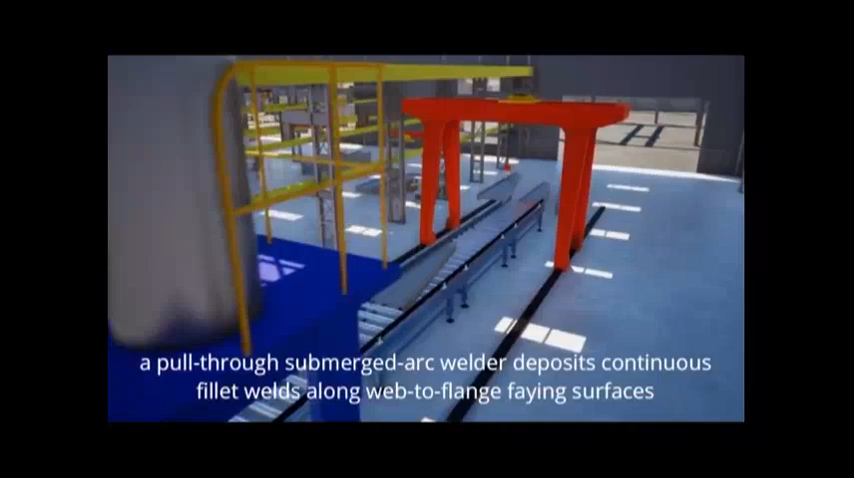 a pull-through submerged-arc welder deposits continuous
fillet welds along web-to-flange faying surfaces